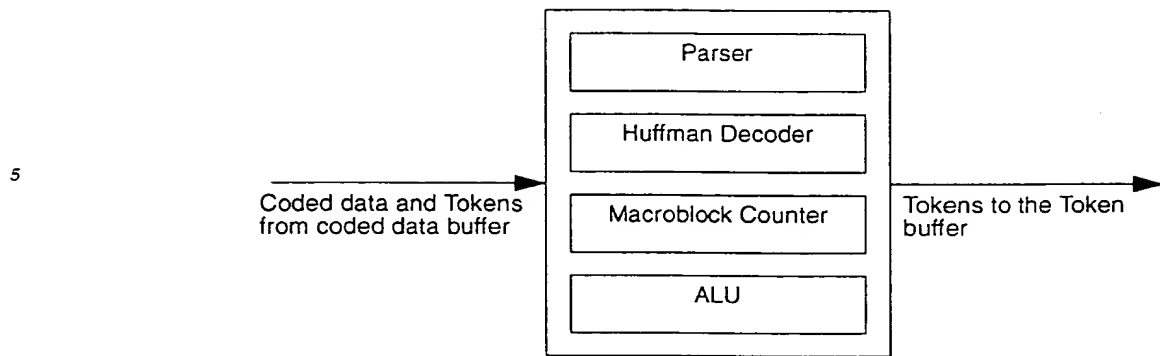 Parser
Huffman Decoder
5
Coded data and Tokens
from coded data buffer
Macroblock Counter
Tokens to the Token
buffer
ALU